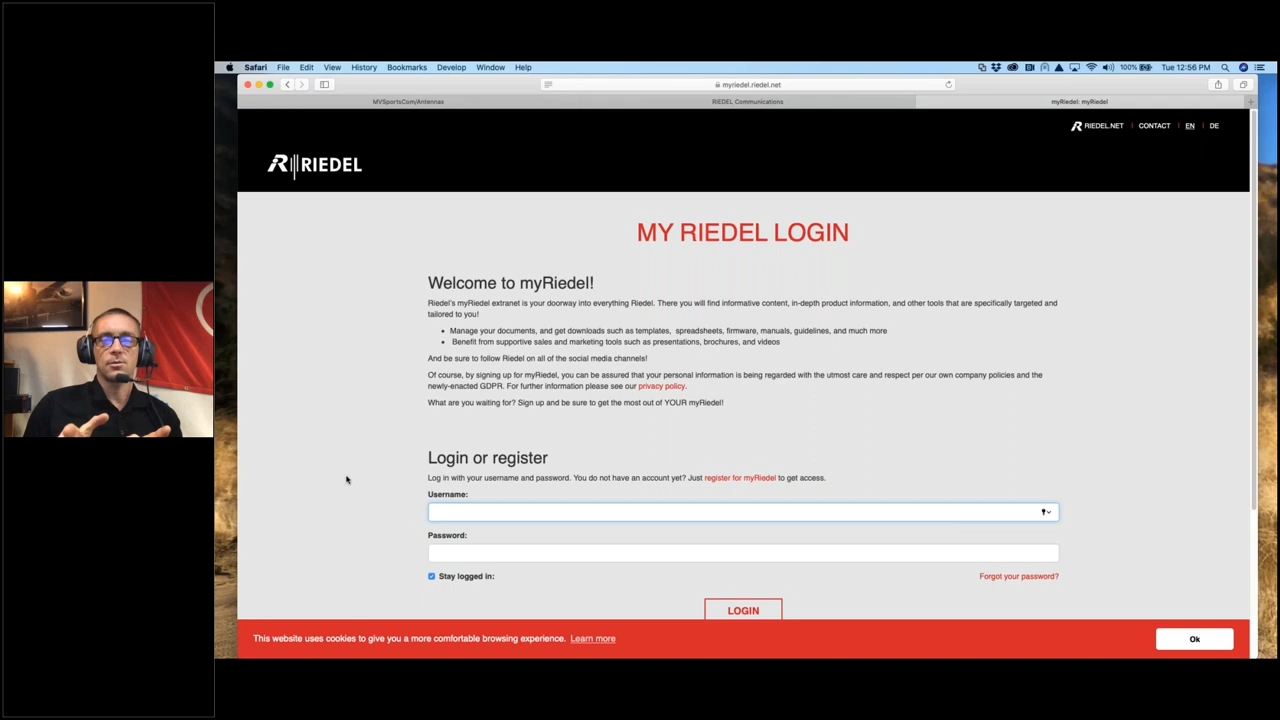 Safari File Edit View History Bookmarks Develop Window Help 100% Tue 12:56 PM
myriedel.riedel.net
MVSportsCom/Antennas RIEDEL Communications myRiedel: myRiedel
RIEDEL.NET CONTACT EN DE
RIEDEL
MY RIEDEL LOGIN
Welcome to myRiedel!
Riedel's myRiedel extranet is your doorway into everything Riedel. There you will find informative content, in-depth product information, and other tools that are specifically targeted and
tailored to you!
Manage your documents, and get downloads such as templates, spreadsheets, firmware, manuals, guidelines, and much more
Benefit from supportive sales and marketing tools such as presentations, brochures, and videos
And be sure to follow Riedel on all of the social media channels!
Of course, by signing up for myRiedel, you can be assured that your personal information is being regarded with the utmost care and respect per our own company policies and the
newly-enacted GDPR. For further information please see our privacy policy.
What are you waiting for? Sign up and be sure to get the most out of YOUR myRiedel!
Login or register
Log in with your username and password. You do not have an account yet? Just register for myRiedel to get access.
Username:
Password:
Stay logged in: Forgot your password?
LOGIN
This website uses cookies to give you a more comfortable browsing experience. Learn more Ok